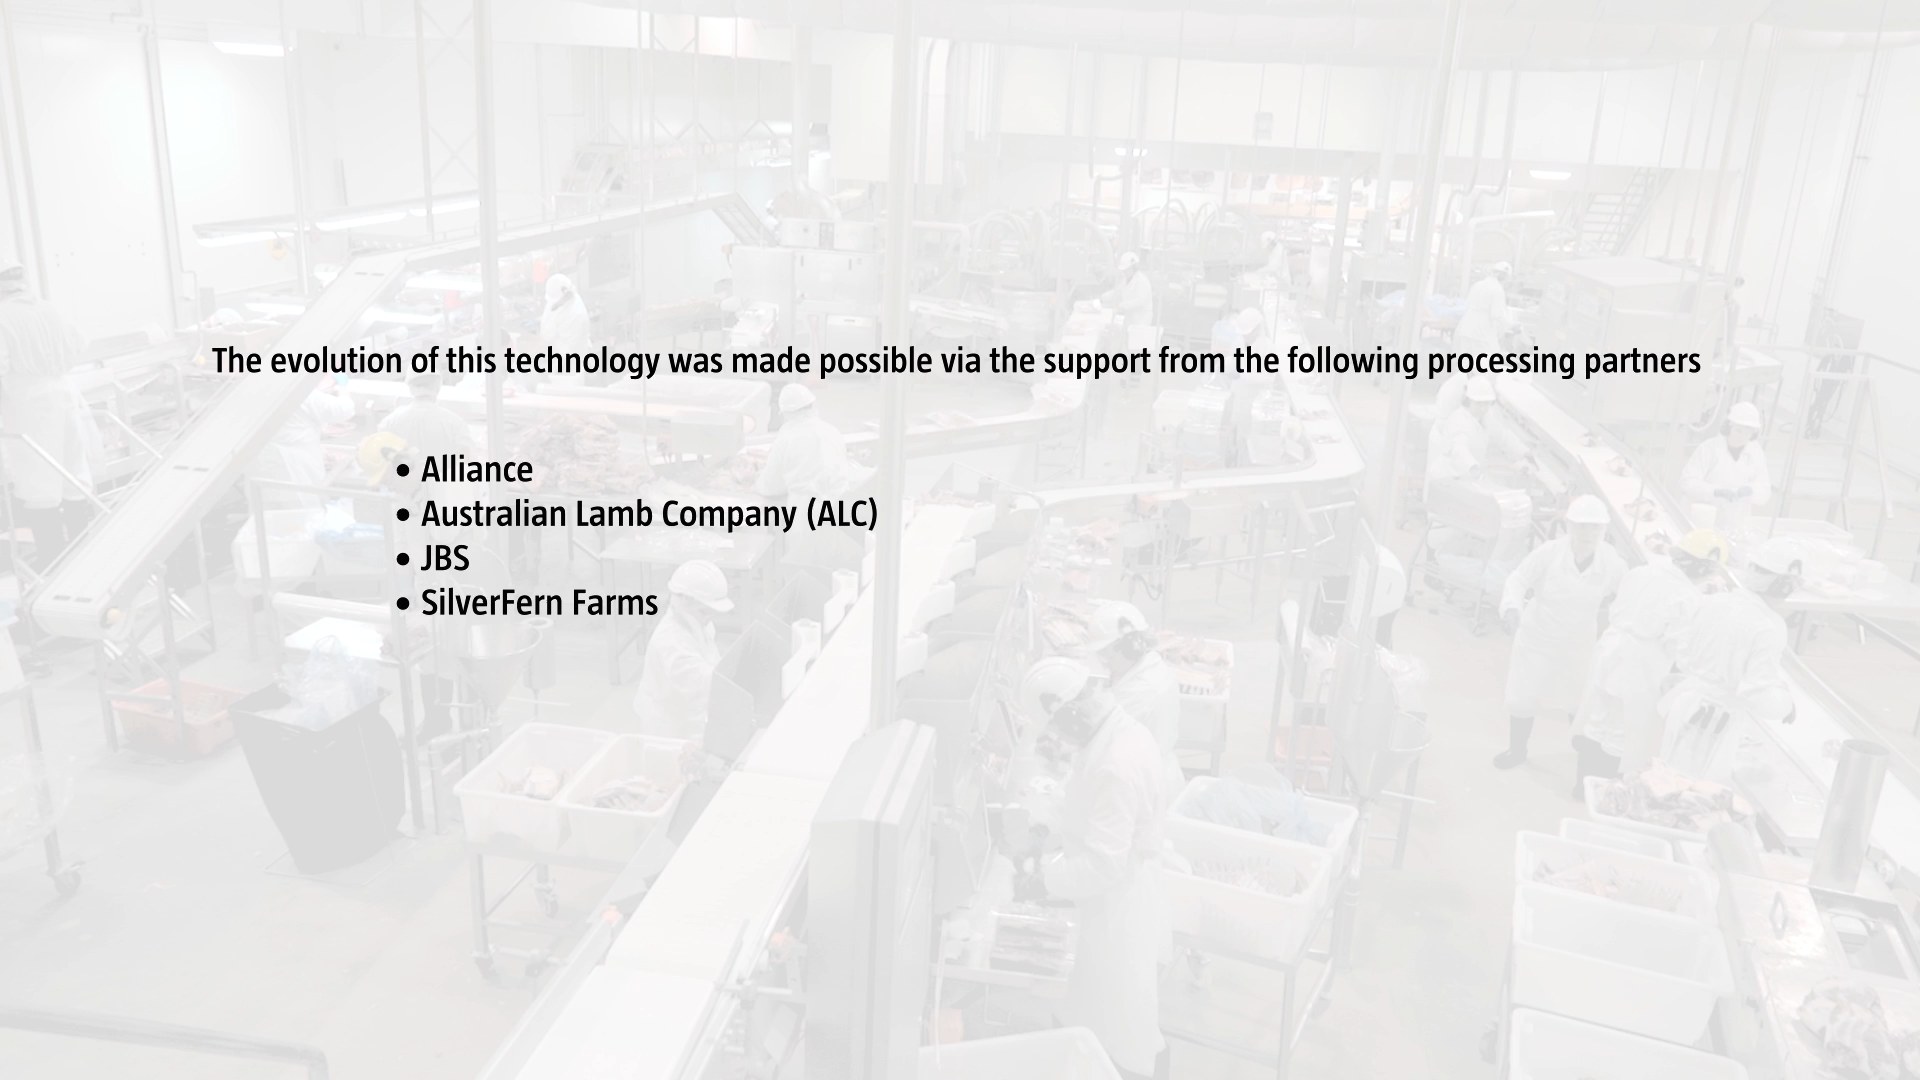 The evolution of this technology was made possible via the support from the following processing partners
• Alliance
• Australian Lamb Company (ALC)
• JBS
• SilverFern Farms